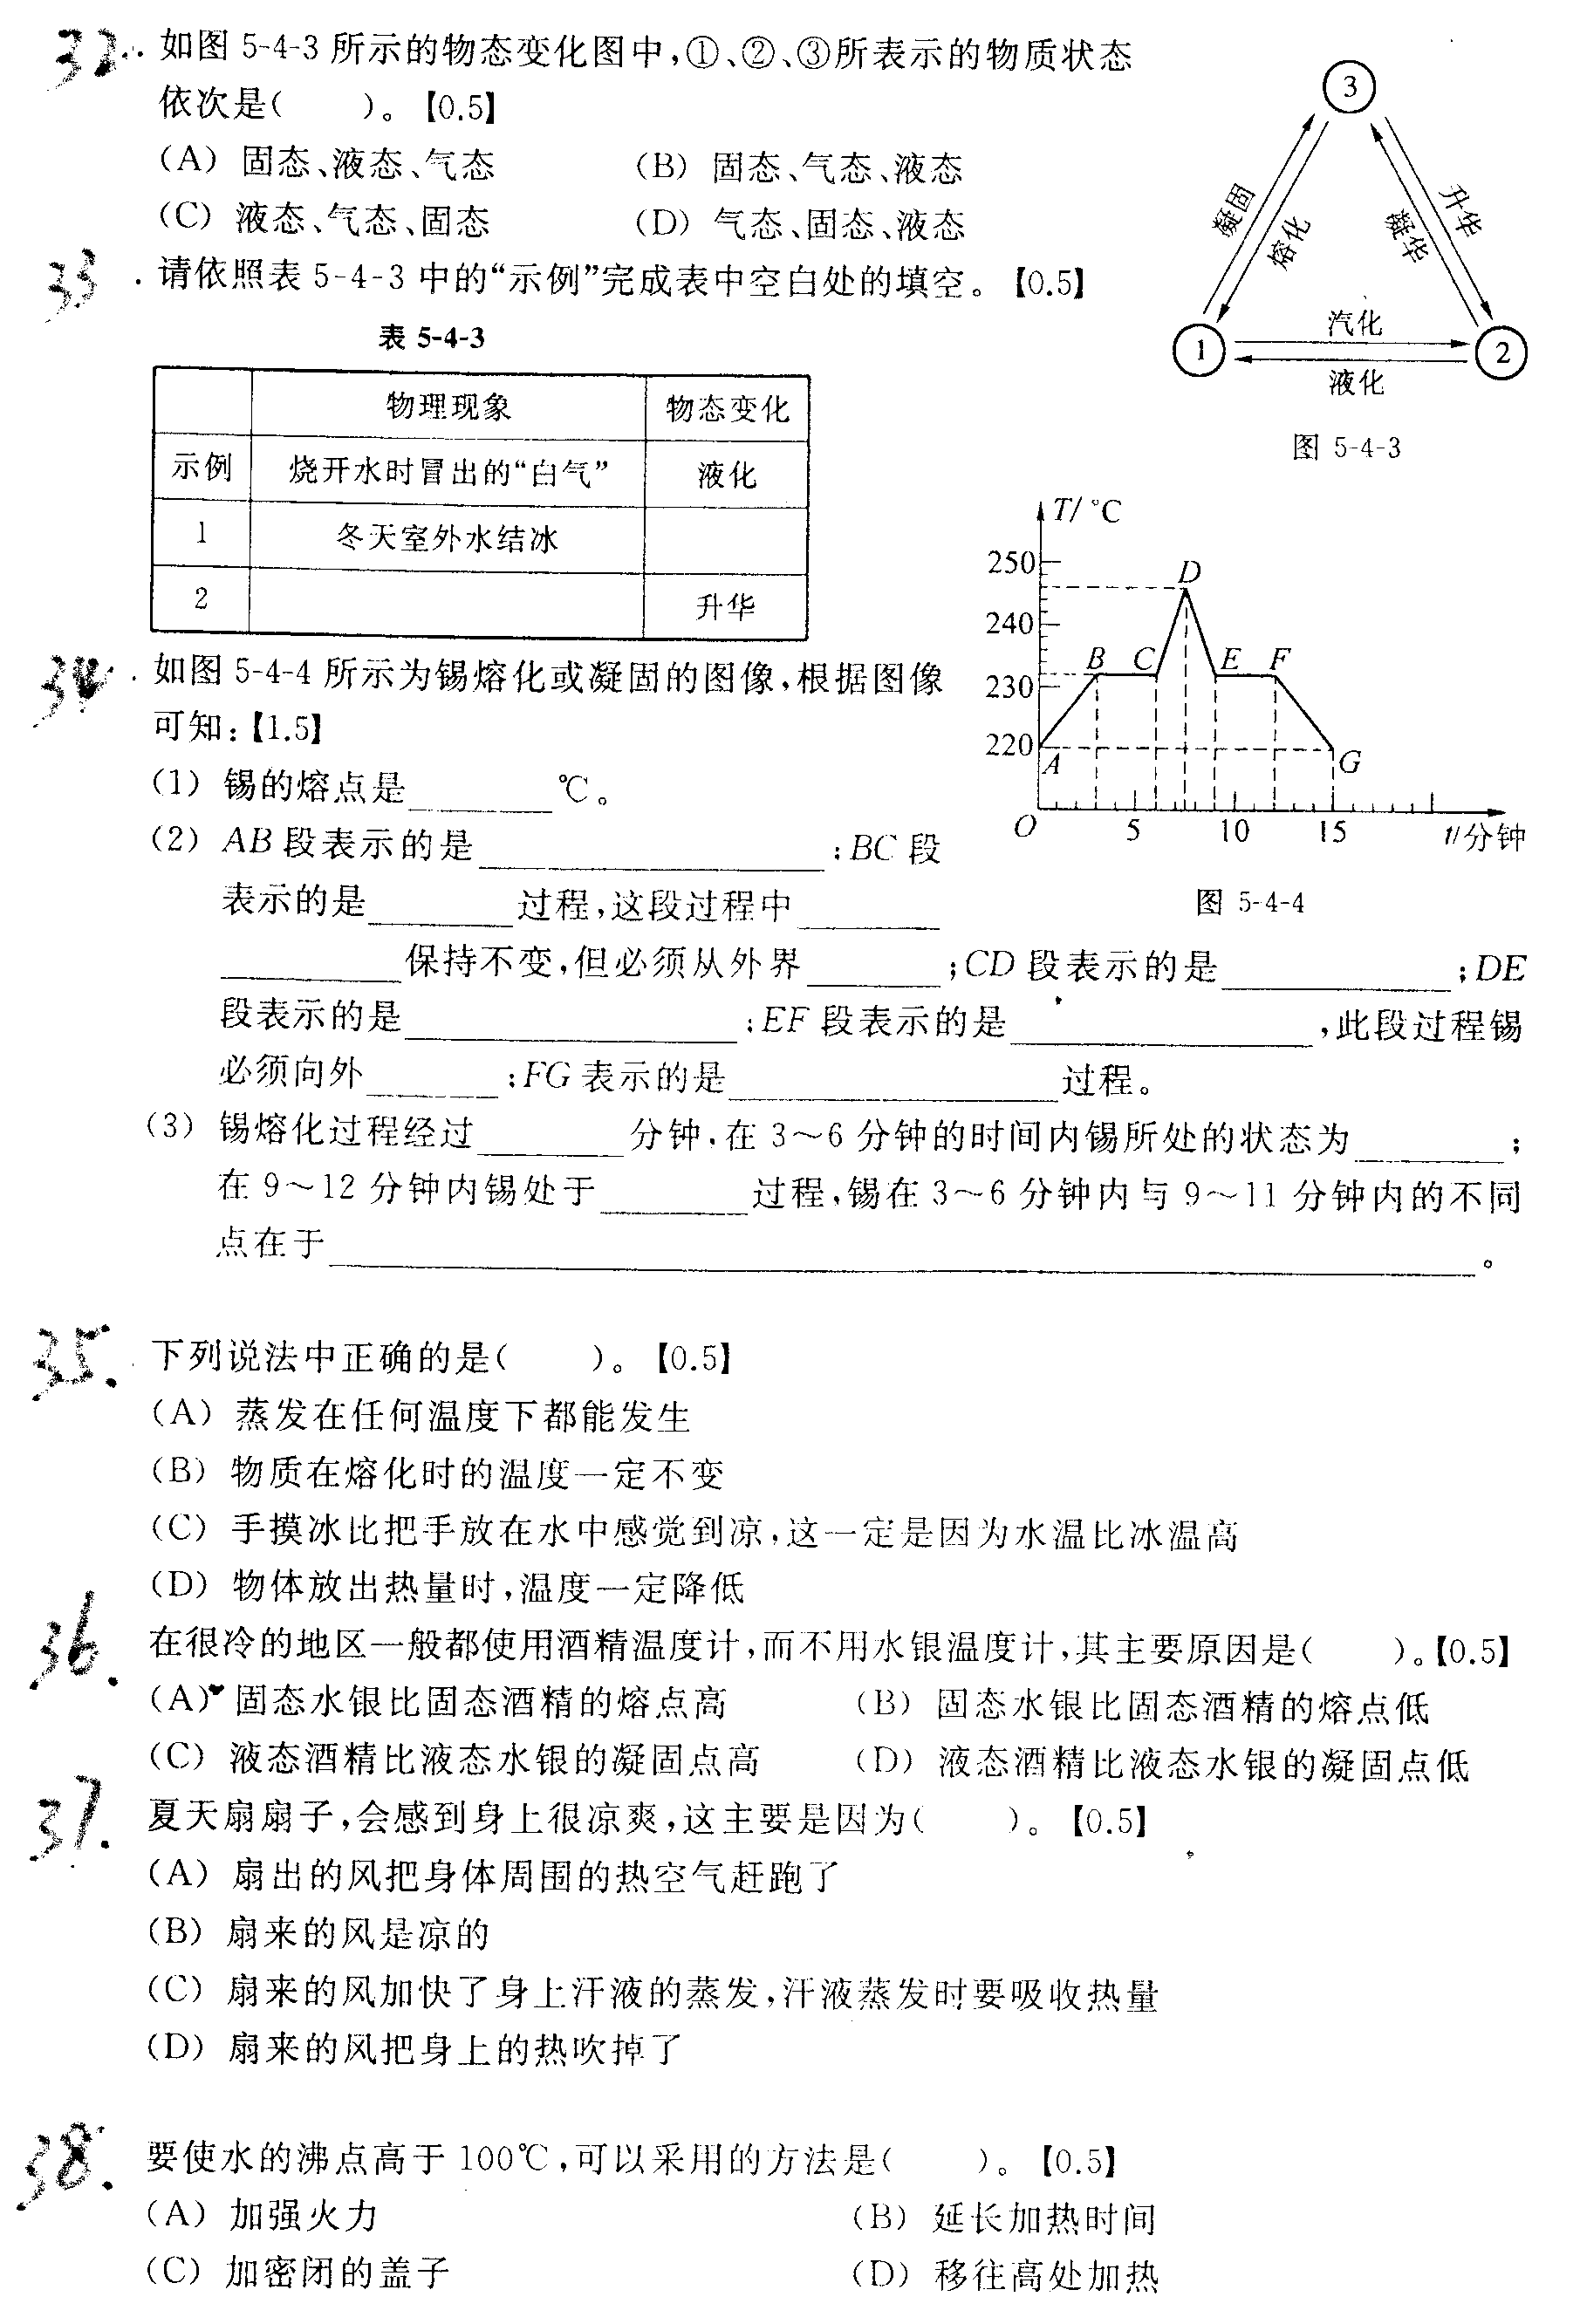 32. 如图 5-4-3 所示的物态变化图中,①、②、③所表示的物质状态
依次是(　　)。【0.5】
(A) 固态、液态、气态　　(B) 固态、气态、液态
(C) 液态、气态、固态　　(D) 气态、固态、液态
③
凝固
熔化
凝华
升华
①
汽化
液化
②
图 5-4-3
33. 请依照表 5-4-3 中的“示例”完成表中空白处的填空。【0.5】
表 5-4-3
物理现象　物态变化
示例　烧开水时冒出的“白气”　液化
1　冬天室外水结冰
2　升华
34. 如图 5-4-4 所示为锡熔化或凝固的图像,根据图像
可知:【1.5】
(1) 锡的熔点是______℃。
(2) AB 段表示的是______;BC 段
表示的是______过程,这段过程中______
______保持不变,但必须从外界______;CD 段表示的是______;DE
段表示的是______;EF 段表示的是______,此段过程锡
必须向外______;FG 表示的是______过程。
(3) 锡熔化过程经过______分钟,在 3～6 分钟的时间内锡所处的状态为______;
在 9～12 分钟内锡处于______过程,锡在 3～6 分钟内与 9～11 分钟内的不同
点在于______。
T/℃
250
240
230
220
A
B
C
D
E
F
G
O
5
10
15
t/分钟
图 5-4-4
35. 下列说法中正确的是(　　)。【0.5】
(A) 蒸发在任何温度下都能发生
(B) 物质在熔化时的温度一定不变
(C) 手摸冰比把手放在水中感觉到凉,这一定是因为水温比冰温高
(D) 物体放出热量时,温度一定降低
36. 在很冷的地区一般都使用酒精温度计,而不用水银温度计,其主要原因是(　　)。【0.5】
(A) 固态水银比固态酒精的熔点高　　(B) 固态水银比固态酒精的熔点低
(C) 液态酒精比液态水银的凝固点高　　(D) 液态酒精比液态水银的凝固点低
37. 夏天扇扇子,会感到身上很凉爽,这主要是因为(　　)。【0.5】
(A) 扇出的风把身体周围的热空气赶跑了
(B) 扇来的风是凉的
(C) 扇来的风加快了身上汗液的蒸发,汗液蒸发时要吸收热量
(D) 扇来的风把身上的热吹掉了
38. 要使水的沸点高于 100℃,可以采用的方法是(　　)。【0.5】
(A) 加强火力　　(B) 延长加热时间
(C) 加密闭的盖子　　(D) 移往高处加热